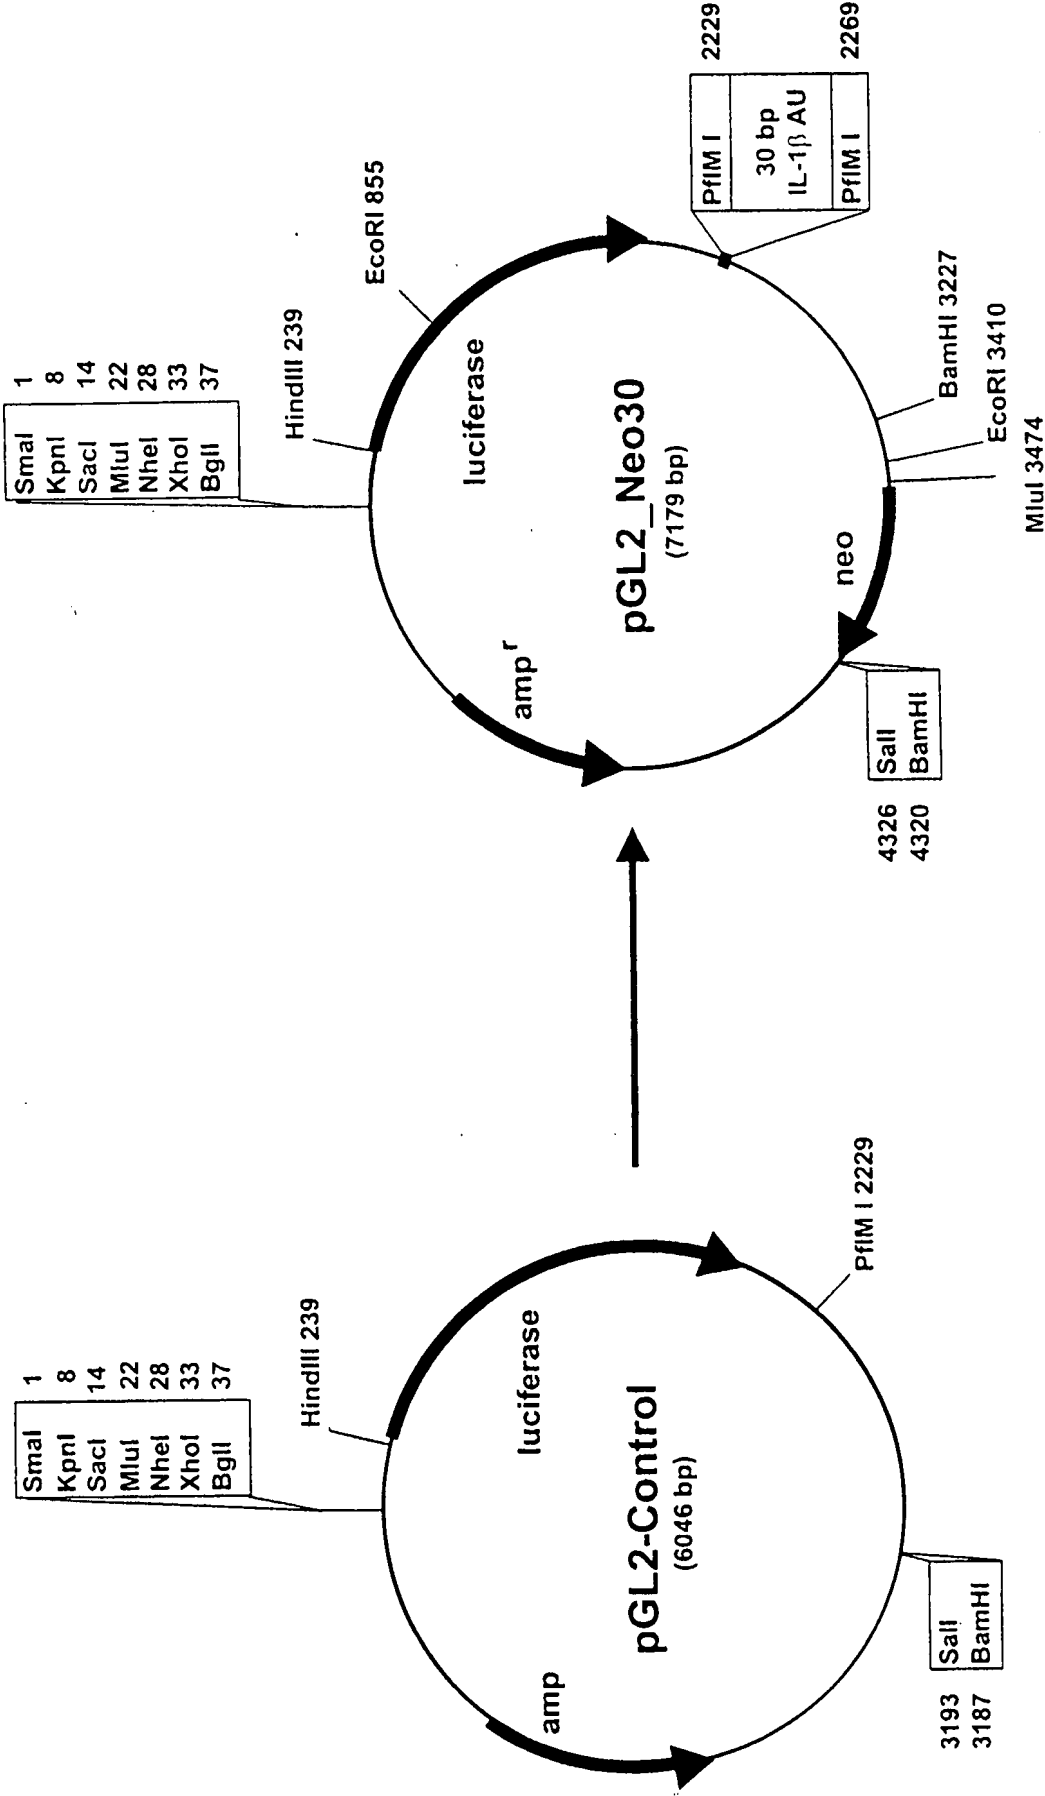 SmaI 1
KpnI 8
SacI 14
MluI 22
NheI 28
XhoI 33
BglI 37
HindIII 239
luciferase
amp
pGL2-Control
(6046 bp)
PflM I 2229
3193 SalI
3187 BamHI
SmaI 1
KpnI 8
SacI 14
MluI 22
NheI 28
XhoI 33
BglI 37
HindIII 239
EcoRI 855
luciferase
amp r
pGL2_Neo30
(7179 bp)
PflM I 2229
30 bp
IL-1β AU
PflM I 2269
neo
BamHI 3227
EcoRI 3410
MluI 3474
4326 SalI
4320 BamHI